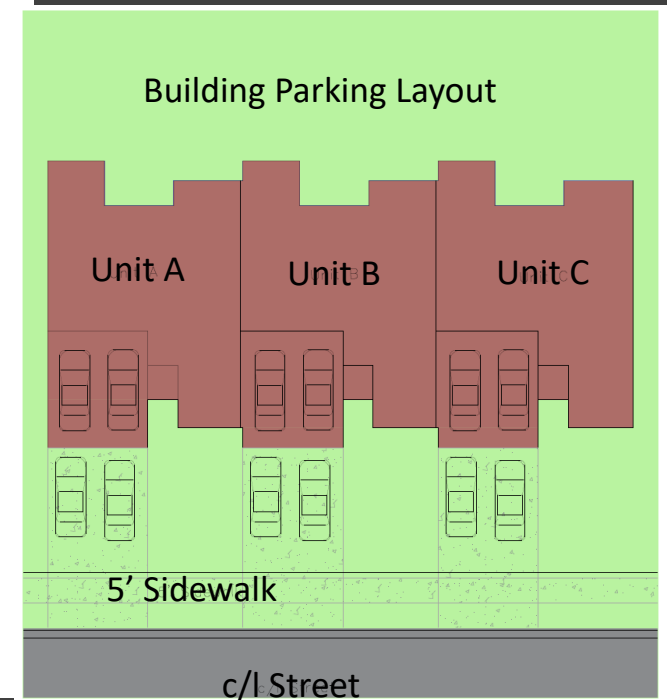 Building Parking Layout
Unit A
Unit B
Unit C
5' Sidewalk
c/l Street